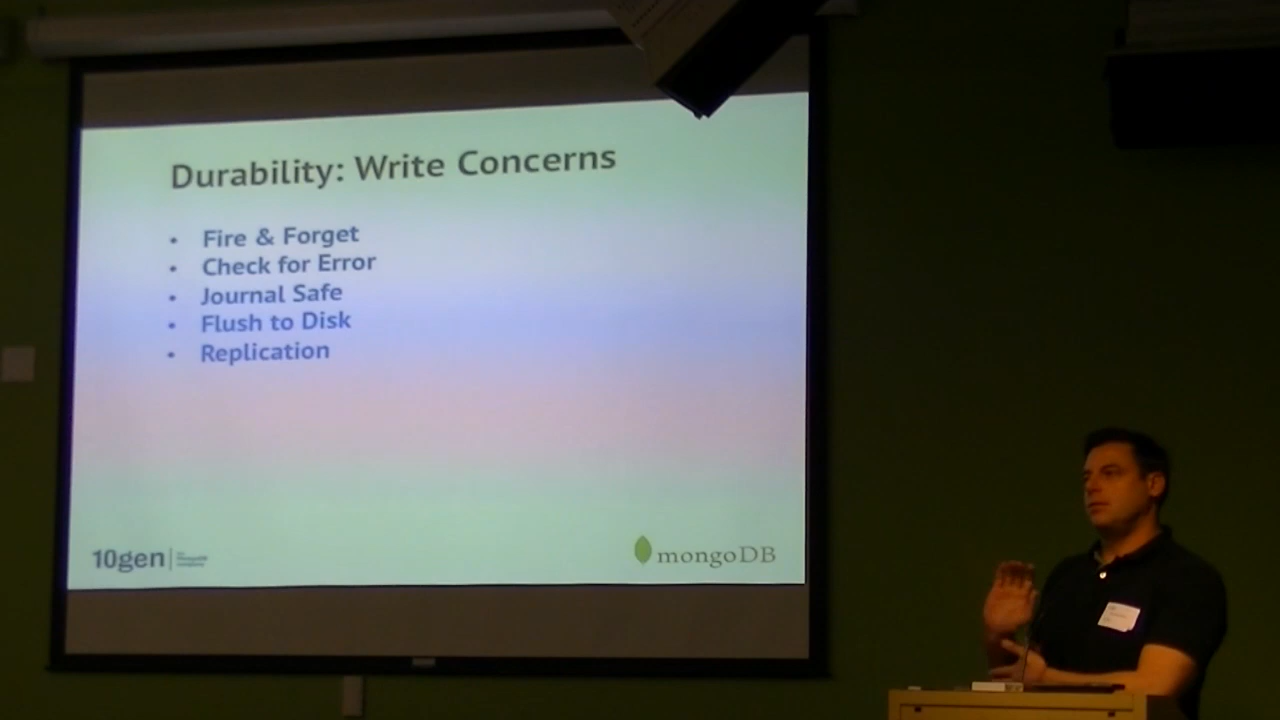 Durability: Write Concerns
• Fire & Forget
• Check for Error
• Journal Safe
• Flush to Disk
• Replication
10gen
mongoDB